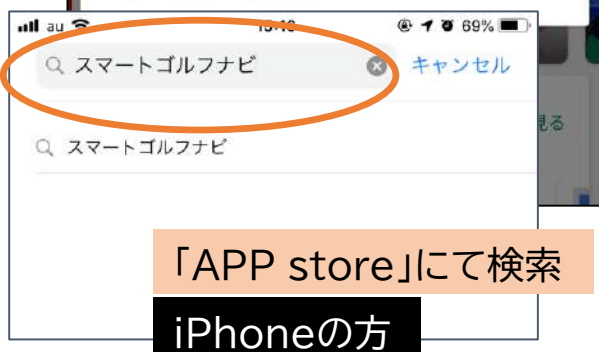 au 69%
スマートゴルフナビ キャンセル
スマートゴルフナビ
見る
「APP store」にて検索
iPhoneの方